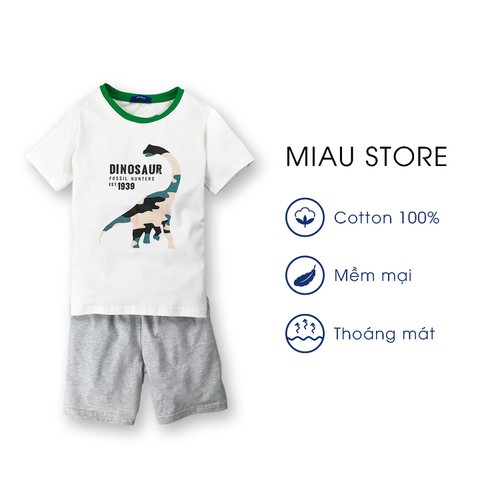 DINOSAUR
FOSSIL HUNTERS
EST 1939
MIAU STORE
Cotton 100%
Mềm mại
Thoáng mát